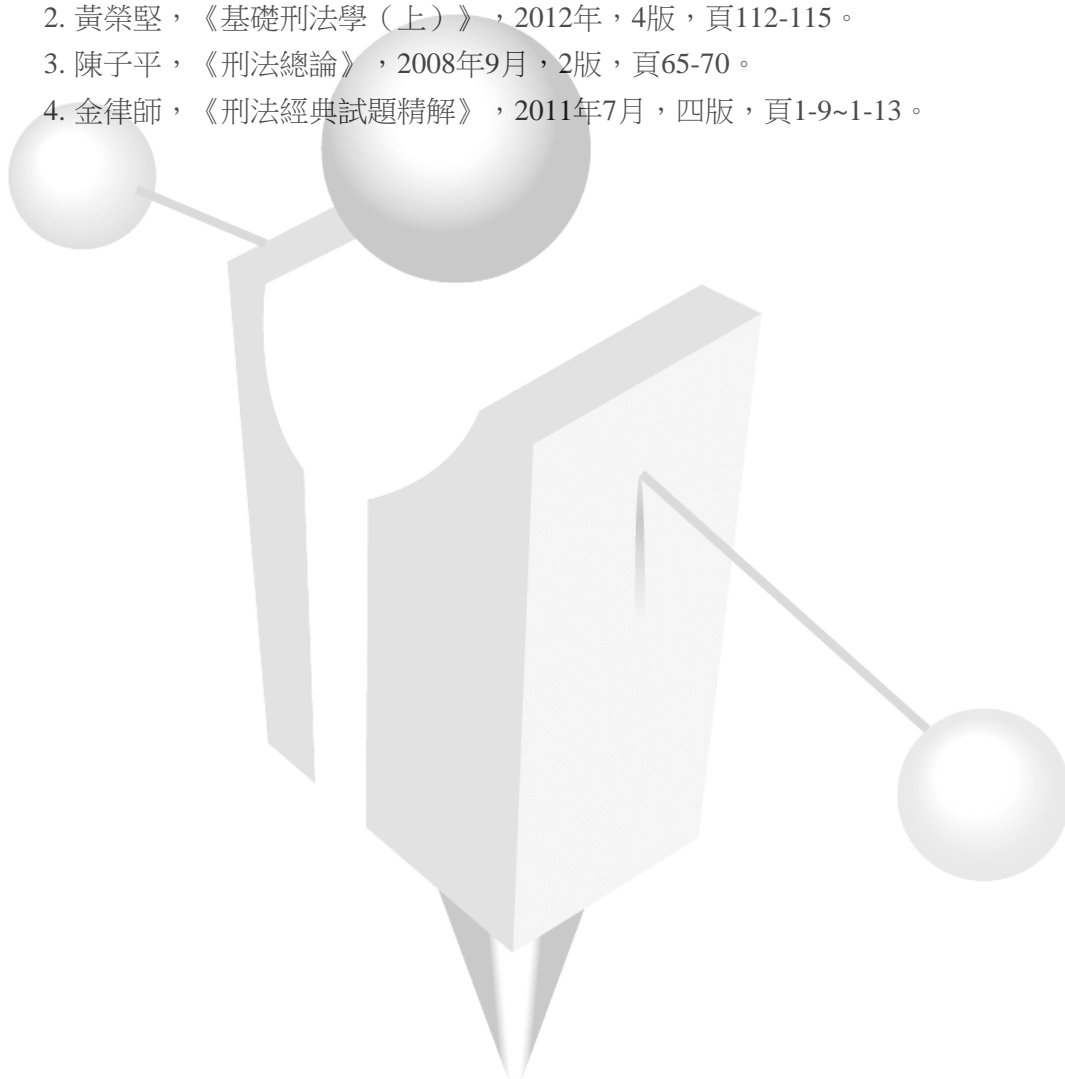 2. 黃榮堅，《基礎刑法學（上）》，2012年，4版，頁112-115。
3. 陳子平，《刑法總論》，2008年9月，2版，頁65-70。
4. 金律師，《刑法經典試題精解》，2011年7月，四版，頁1-9~1-13。